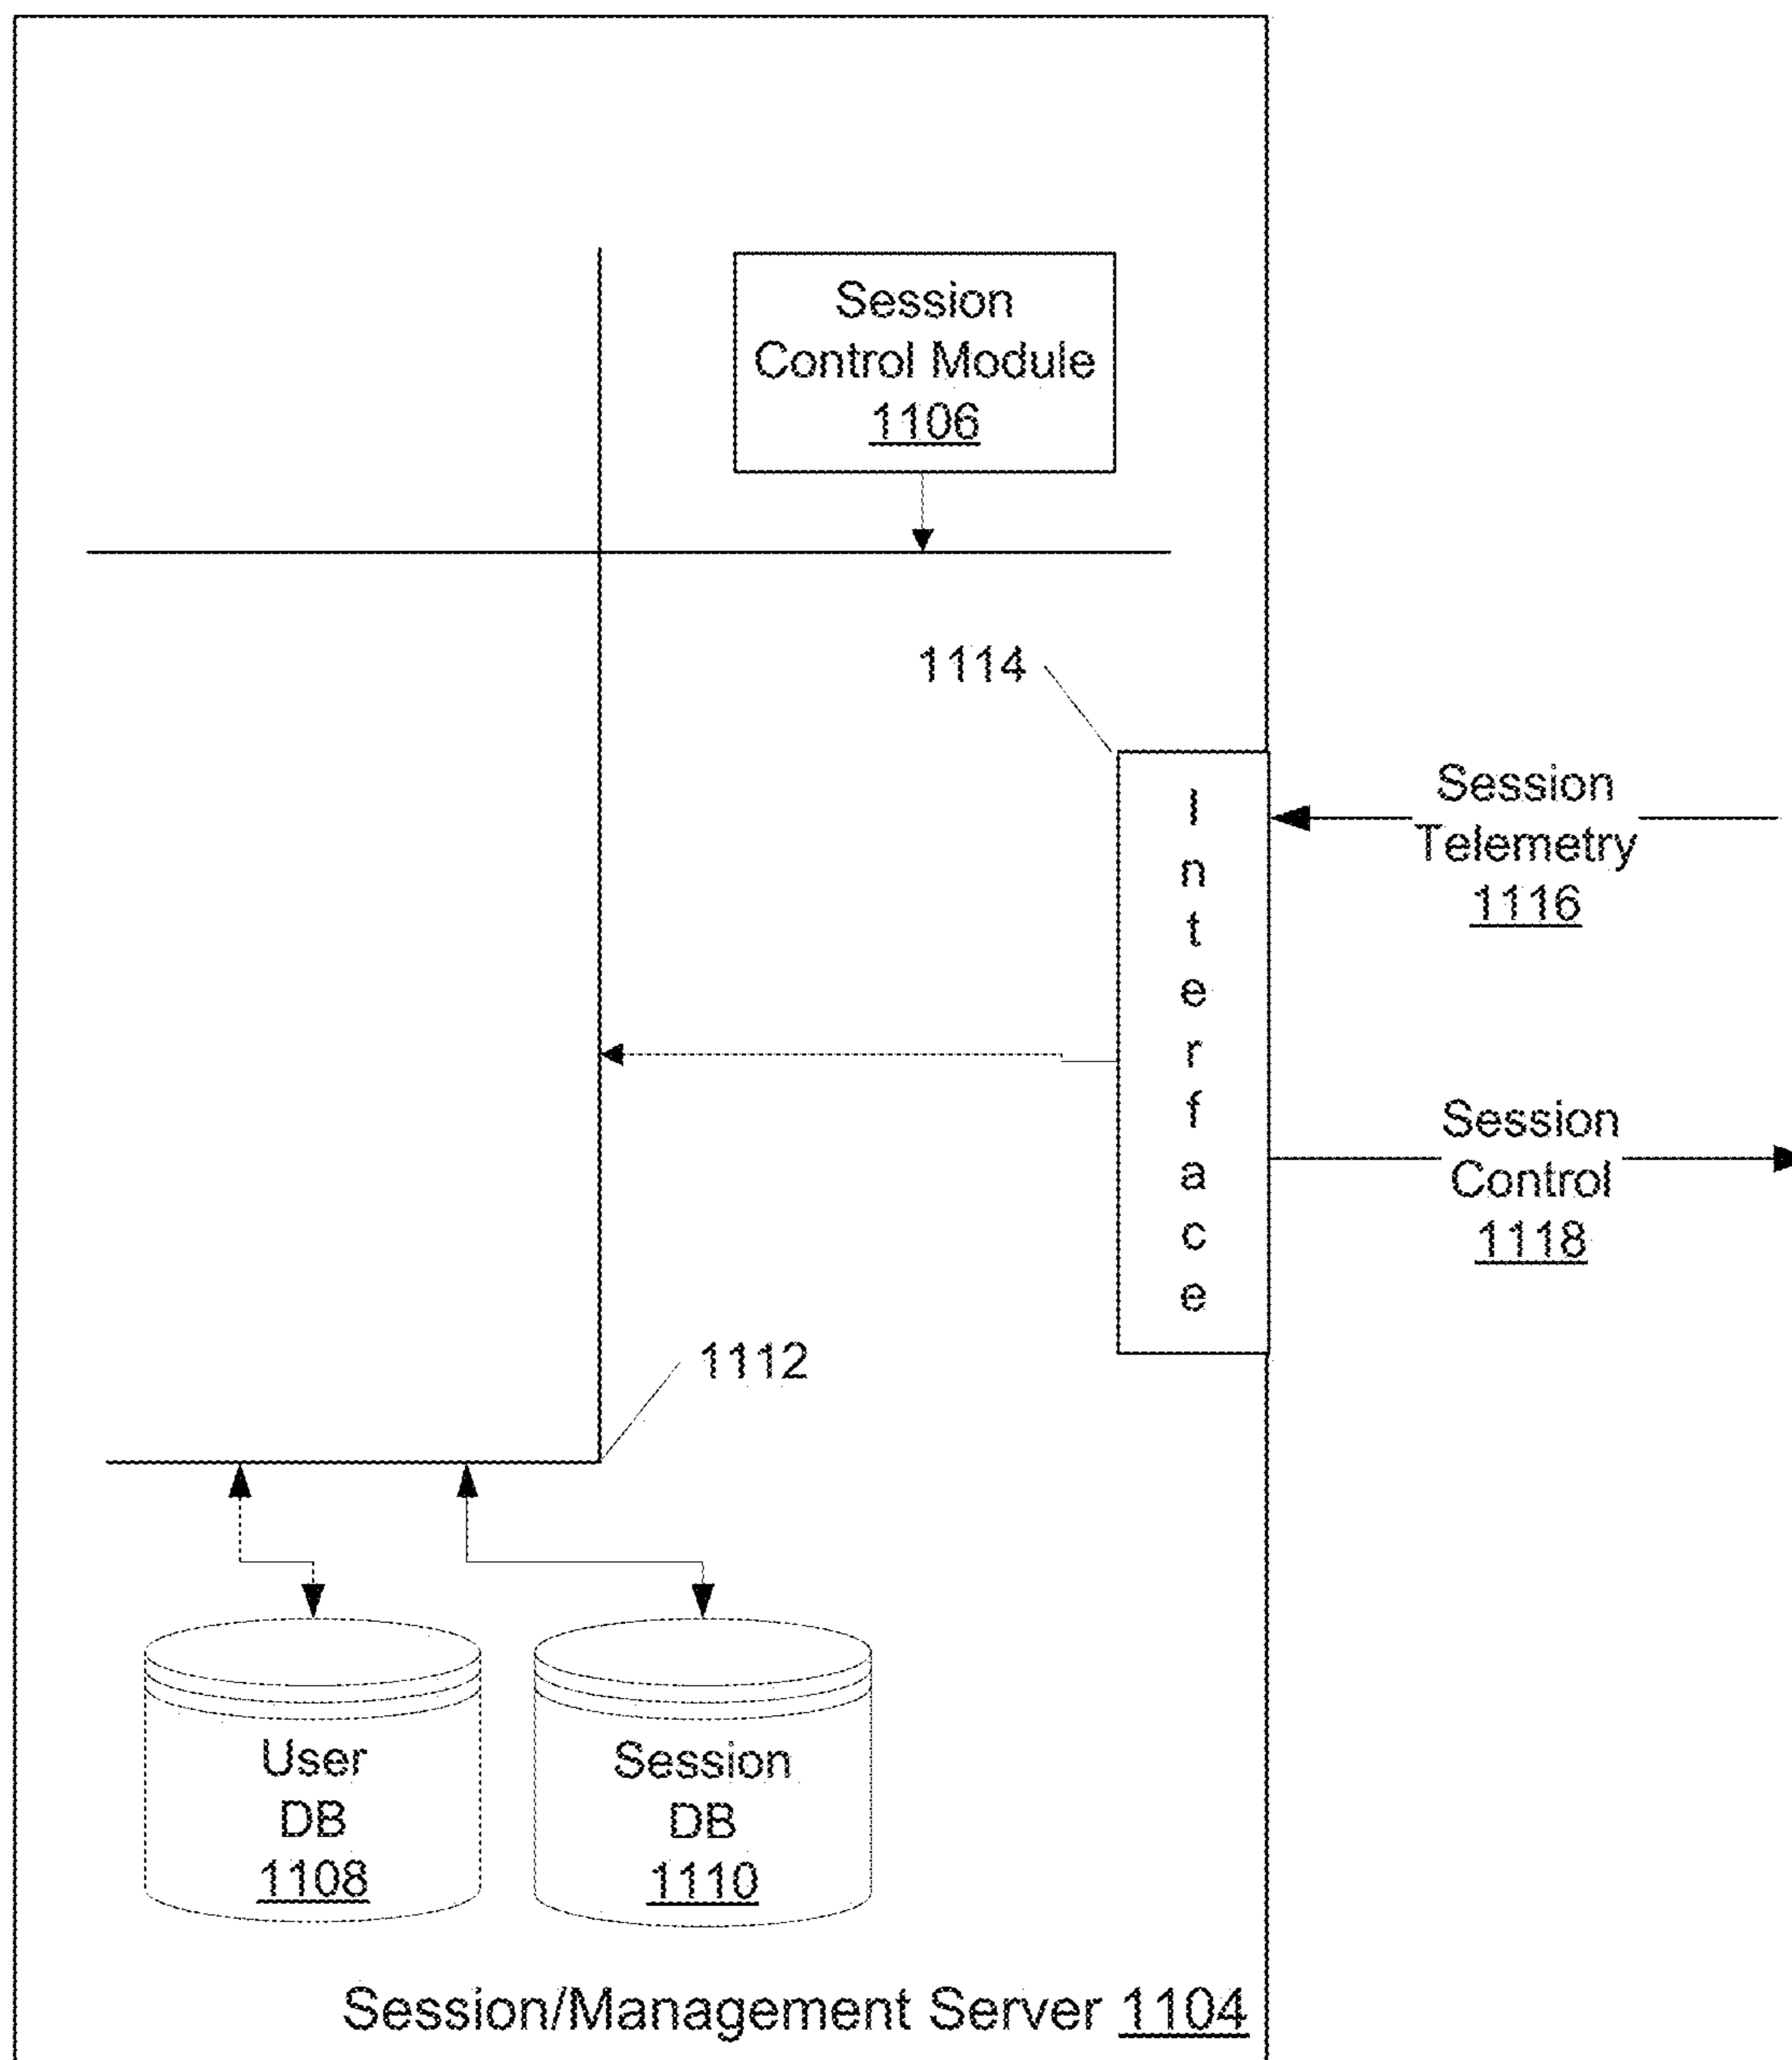 Session
Control Module
1106
1114
Interface
Session
Telemetry
1116
Session
Control
1118
1112
User
DB
1108
Session
DB
1110
Session/Management Server 1104